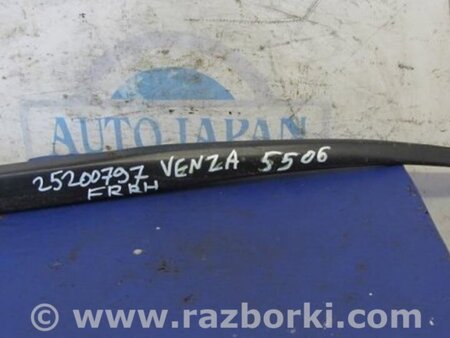 AUTO JAPAN
25200797 VENZA 5506
FRRH
© www.razborki.com